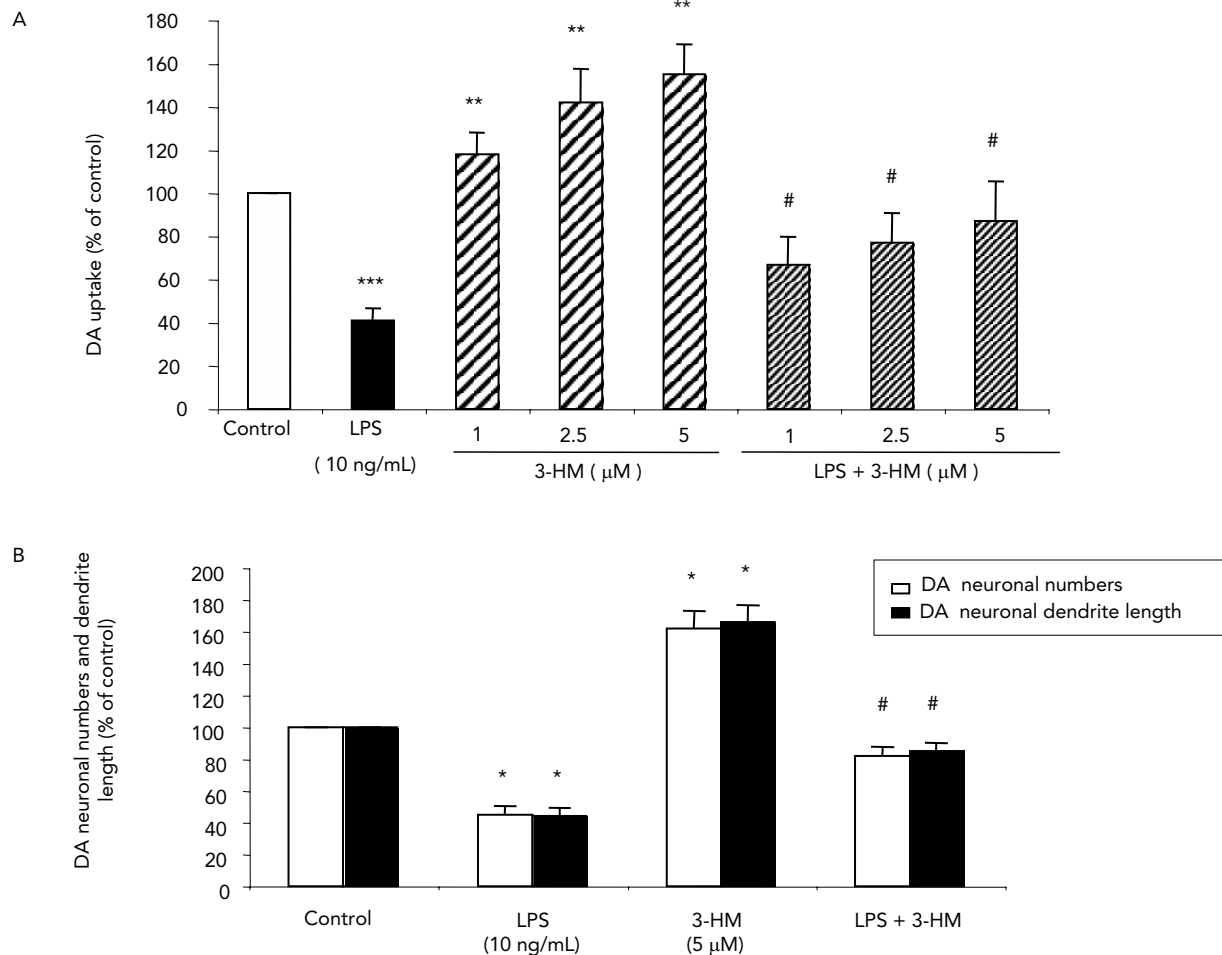 A
DA uptake (% of control)
180
160
140
120
100
80
60
40
20
0
***
**
**
**
#
#
#
Control
LPS
( 10 ng/mL)
1
2.5
5
3-HM ( μM )
1
2.5
5
LPS + 3-HM ( μM )
B
DA neuronal numbers and dendrite
length (% of control)
200
180
160
140
120
100
80
60
40
20
0
* *
* *
# #
DA neuronal numbers
DA neuronal dendrite length
Control
LPS
(10 ng/mL)
3-HM
(5 μM)
LPS + 3-HM